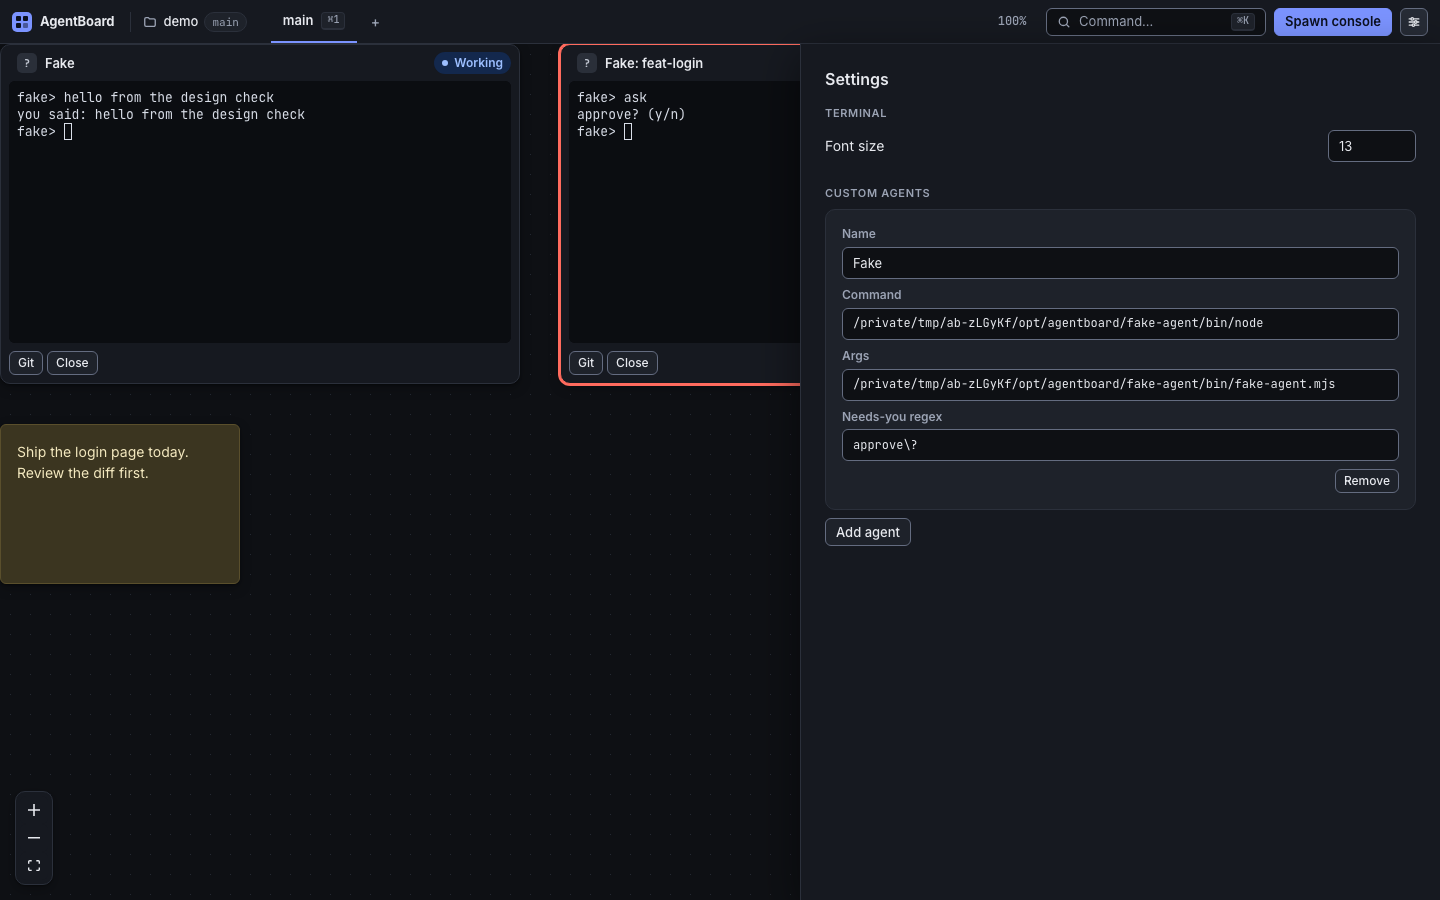 AgentBoard
demo main
main ⌘1 +
100%
Command... ⌘K
Spawn console
? Fake
Working
fake> hello from the design check
you said: hello from the design check
fake>
Git Close
? Fake: feat-login
fake> ask
approve? (y/n)
fake>
Git Close
Ship the login page today.
Review the diff first.
Settings
TERMINAL
Font size 13
CUSTOM AGENTS
Name
Fake
Command
/private/tmp/ab-zLGyKf/opt/agentboard/fake-agent/bin/node
Args
/private/tmp/ab-zLGyKf/opt/agentboard/fake-agent/bin/fake-agent.mjs
Needs-you regex
approve\?
Remove
Add agent